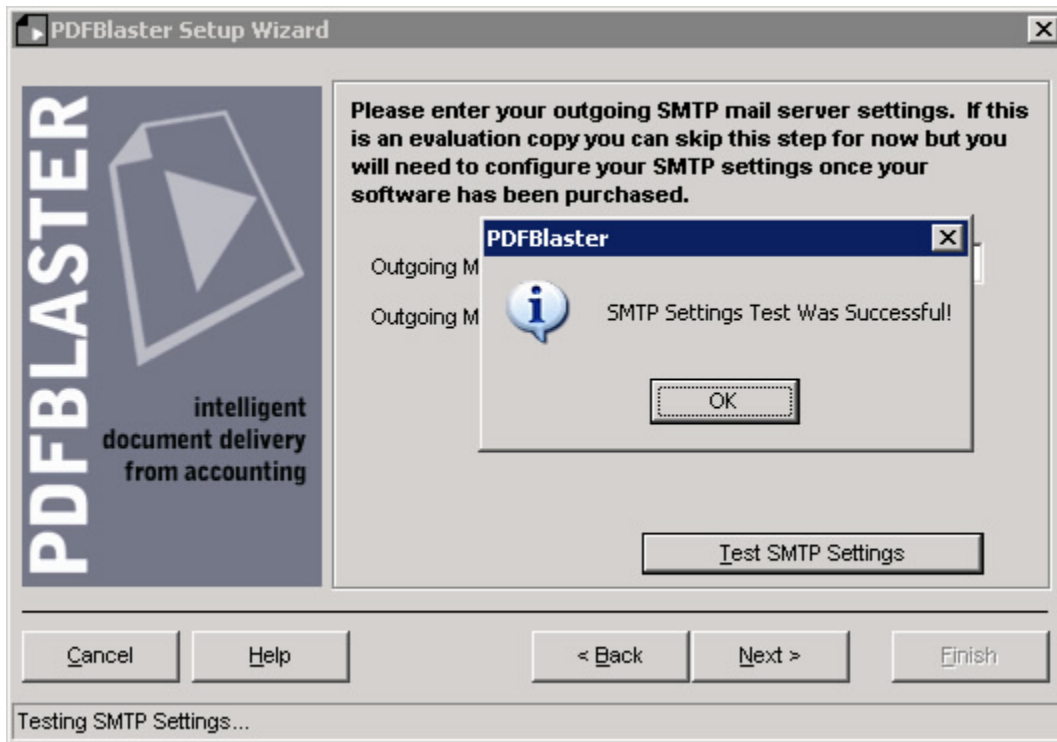 PDFBlaster Setup Wizard
PDFBLASTER
intelligent
document delivery
from accounting
Please enter your outgoing SMTP mail server settings.  If this
is an evaluation copy you can skip this step for now but you
will need to configure your SMTP settings once your
software has been purchased.
Outgoing M
Outgoing M
PDFBlaster
SMTP Settings Test Was Successful!
OK
Test SMTP Settings
Cancel
Help
< Back
Next >
Finish
Testing SMTP Settings...